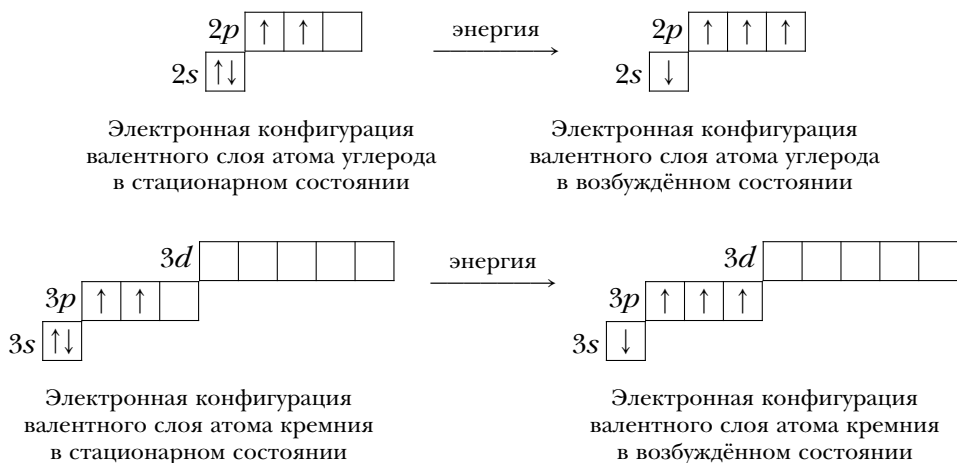 2p ↑ ↑ энергия 2p ↑ ↑ ↑
2s ↑↓ 2s ↓
Электронная конфигурация
валентного слоя атома углерода
в стационарном состоянии
Электронная конфигурация
валентного слоя атома углерода
в возбуждённом состоянии
3d энергия 3d
3p ↑ ↑ 3p ↑ ↑ ↑
3s ↑↓ 3s ↓
Электронная конфигурация
валентного слоя атома кремния
в стационарном состоянии
Электронная конфигурация
валентного слоя атома кремния
в возбуждённом состоянии